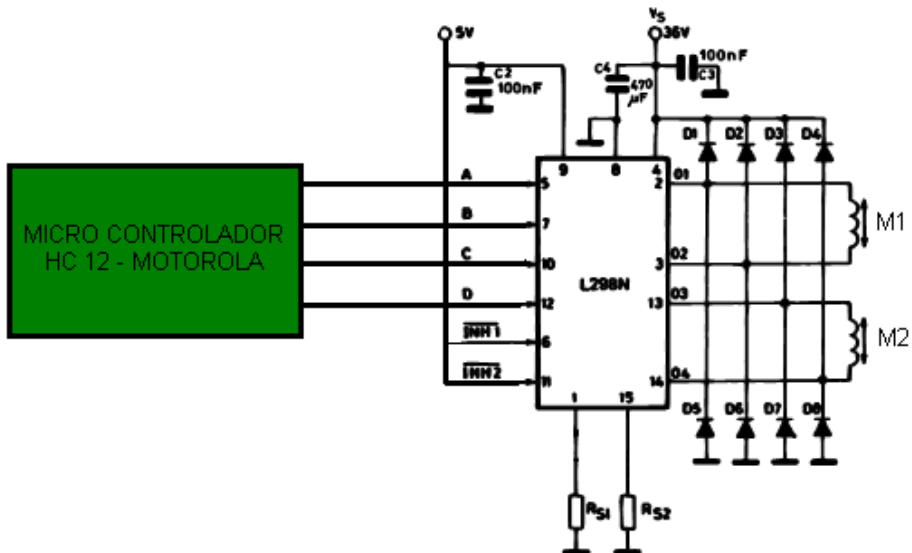 5V
Vs
36V
C2
100nF
C4
470
µF
100nF
C3
D1 D2 D3 D4
MICRO CONTROLADOR
HC 12 - MOTOROLA
A
B
C
D
INH1
INH2
9 8 4
5
7
10
12
6
11
L298N
2
3
13
14
1 15
O1
O2
O3
O4
M1
M2
D5 D6 D7 D8
RS1
RS2